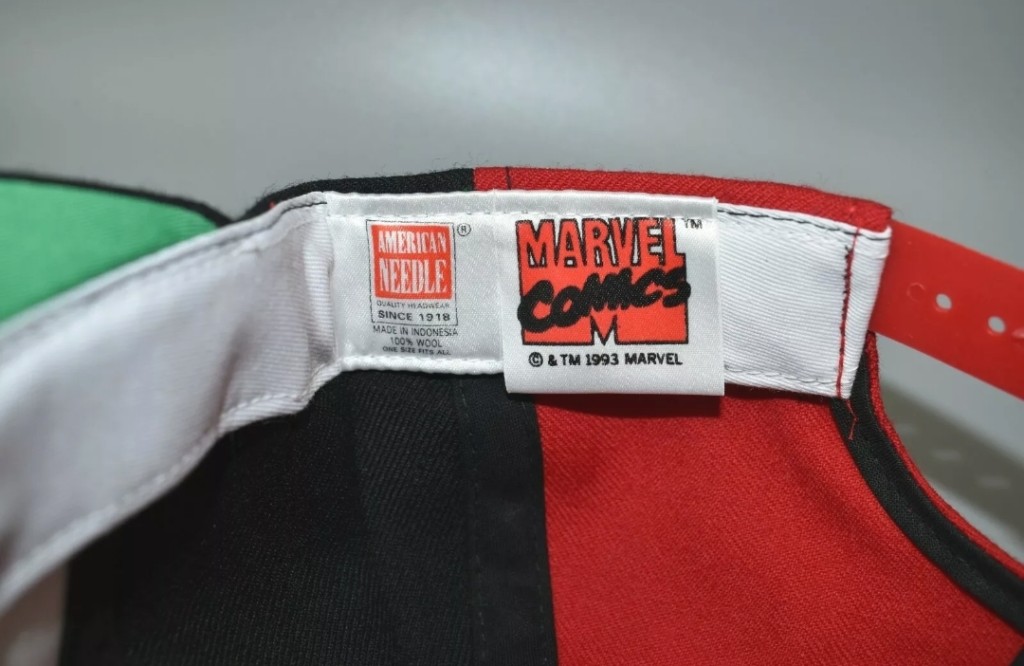 AMERICAN
NEEDLE ®
QUALITY HEADWEAR
SINCE 1918
MADE IN INDONESIA
100% WOOL
ONE SIZE FITS ALL
MARVEL ™
COMICS
M
© & TM 1993 MARVEL